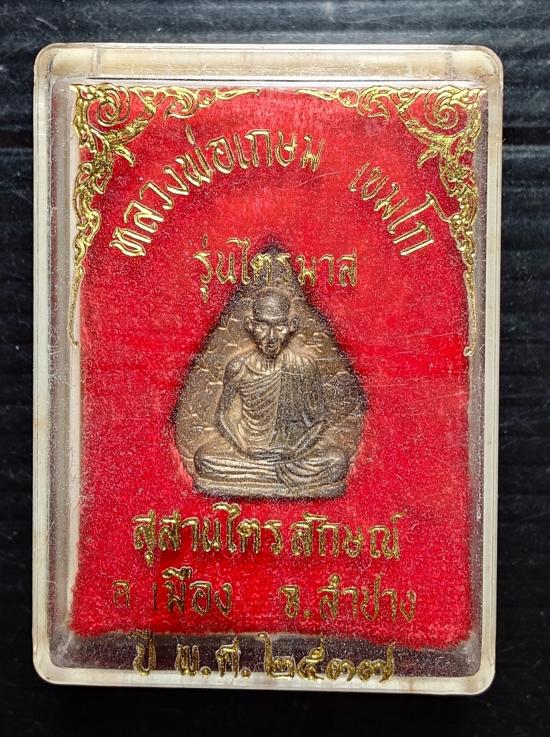 หลวงพ่อเกษม เขมโก
รุ่นไตรมาส
สุสานไตรลักษณ์
อ เมือง จ.ลำปาง
ปี พ.ศ. ๒๕๓๗